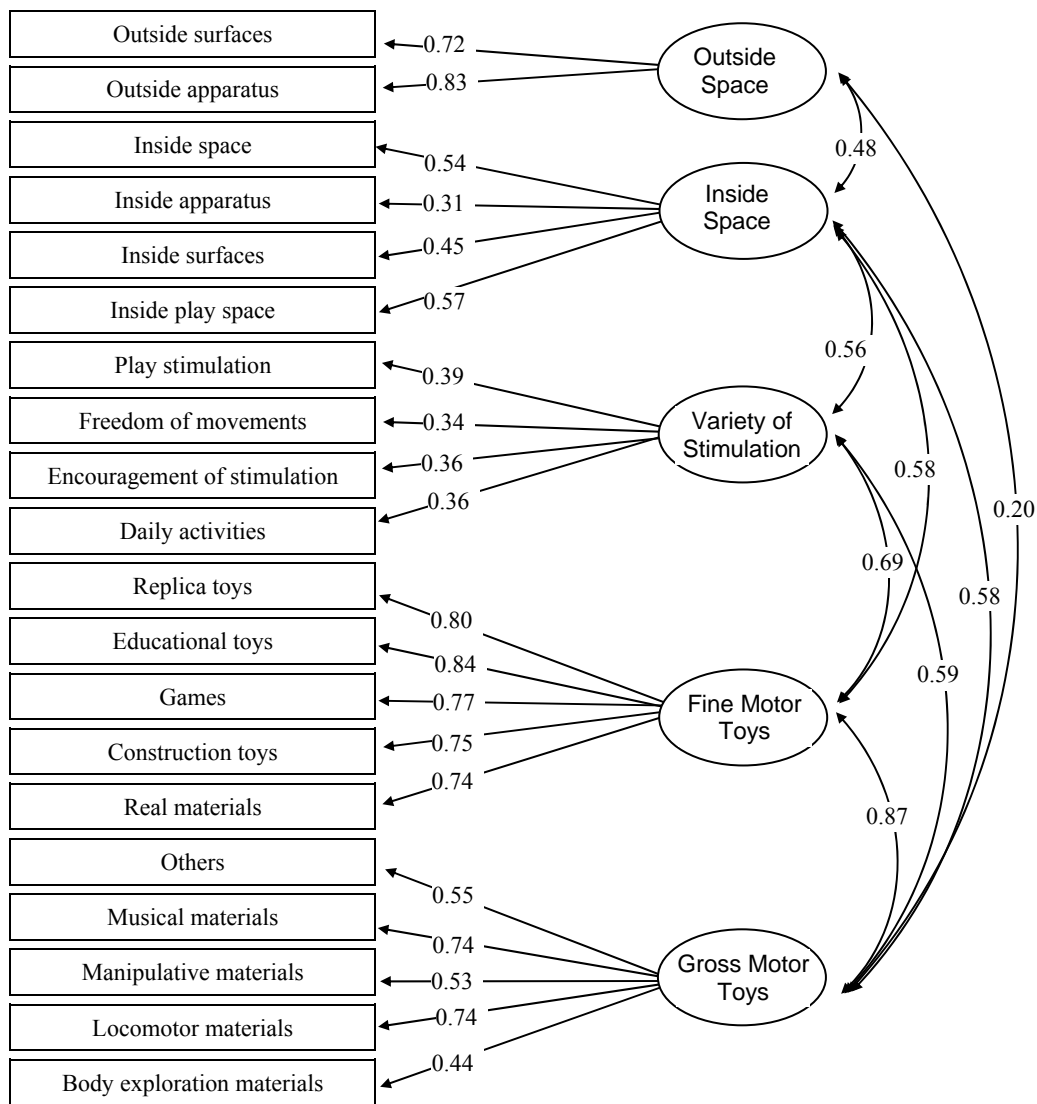 Outside surfaces
Outside apparatus
Inside space
Inside apparatus
Inside surfaces
Inside play space
Play stimulation
Freedom of movements
Encouragement of stimulation
Daily activities
Replica toys
Educational toys
Games
Construction toys
Real materials
Others
Musical materials
Manipulative materials
Locomotor materials
Body exploration materials
0.72
0.83
0.54
0.31
0.45
0.57
0.39
0.34
0.36
0.36
0.80
0.84
0.77
0.75
0.74
0.55
0.74
0.53
0.74
0.44
Outside
Space
Inside
Space
Variety of
Stimulation
Fine Motor
Toys
Gross Motor
Toys
0.48
0.56
0.58
0.20
0.69
0.58
0.59
0.87